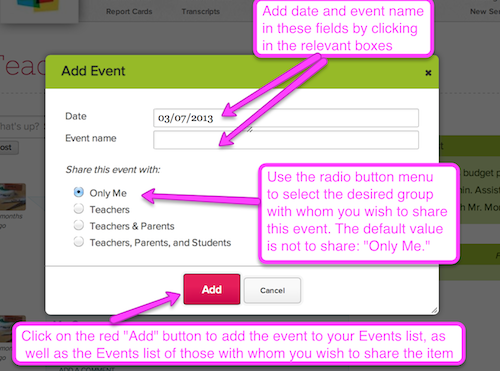 Report Cards
Transcripts
New Ser
Add date and event name
in these fields by clicking
in the relevant boxes
Teac
Add Event
Date
03/07/2013
Event name
hat's up?
ost
Share this event with:
Only Me
Teachers
Teachers & Parents
Teachers, Parents, and Students
Use the radio button menu
to select the desired group
with whom you wish to share
this event. The default value
is not to share: "Only Me."
budget p
in. Assist
h Mr. Mor
months
go
Add
Cancel
Click on the red "Add" button to add the event to your Events list, as
well as the Events list of those with whom you wish to share the item
ADD A COMMENT